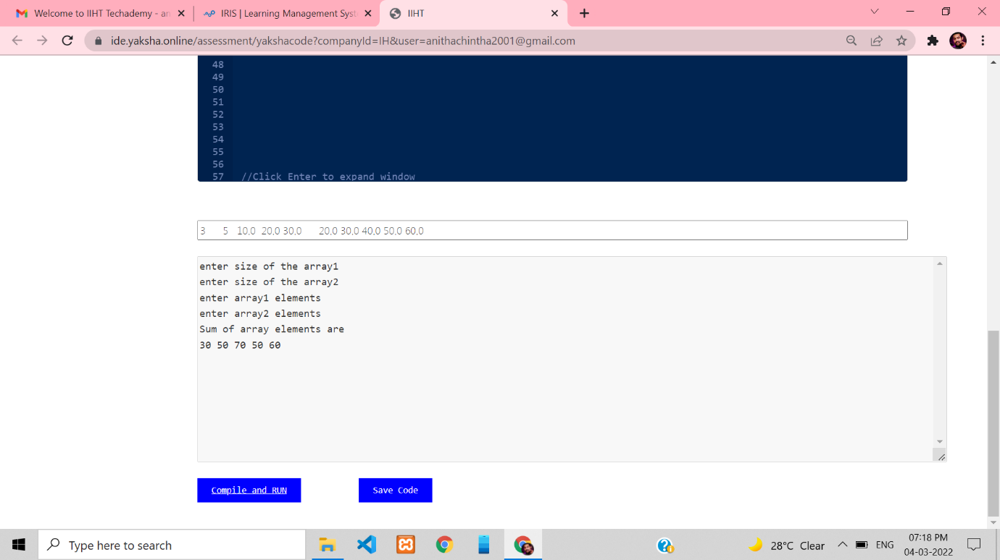 Welcome to IIHT Techademy - an
IRIS | Learning Management Syst
IIHT
ide.yaksha.online/assessment/yakshacode?companyId=IH&user=anithachintha2001@gmail.com
48
49
50
51
52
53
54
55
56
57 //Click Enter to expand window
3 5 10,0 20,0 30,0 20,0 30,0 40,0 50,0 60,0
enter size of the array1
enter size of the array2
enter array1 elements
enter array2 elements
Sum of array elements are
30 50 70 50 60
Compile and RUN
Save Code
Type here to search
28°C Clear
ENG
07:18 PM
04-03-2022